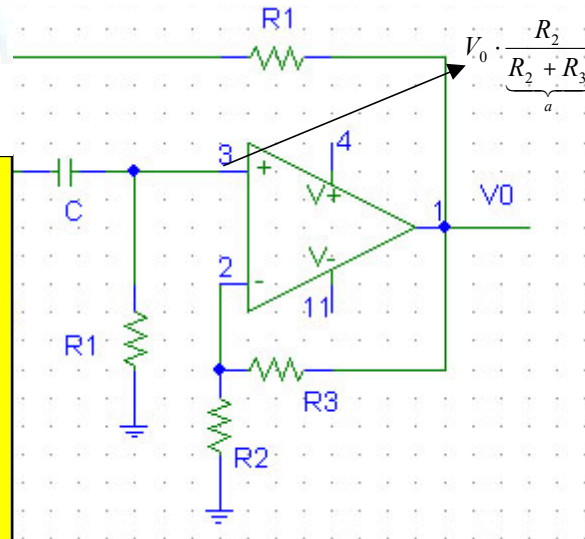 R1
V₀ · R₂ / (R₂ + R₃)
a
3
+
4
V+
C
1
V0
2
-
V-
11
R1
R3
R2